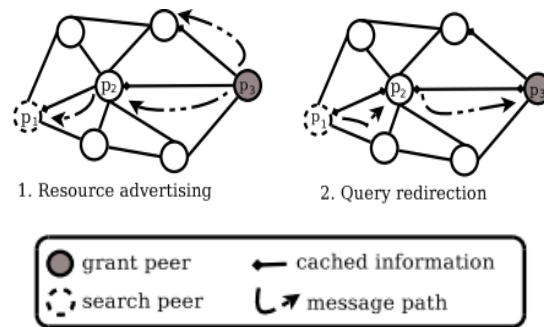 p₂ p₃ p₂ p₃
p₁ p₁
1. Resource advertising 2. Query redirection
grant peer cached information
search peer message path